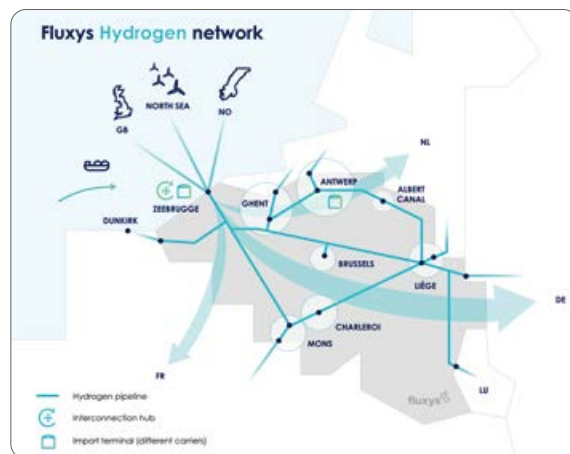 Fluxys Hydrogen network
NORTH SEA
NO
GB
NL
ANTWERP
ALBERT
CANAL
GHENT
ZEEBRUGGE
DUNKIRK
BRUSSELS
LIÈGE
DE
CHARLEROI
MONS
FR
LU
fluxys
Hydrogen pipeline
Interconnection hub
Import terminal (different carriers)